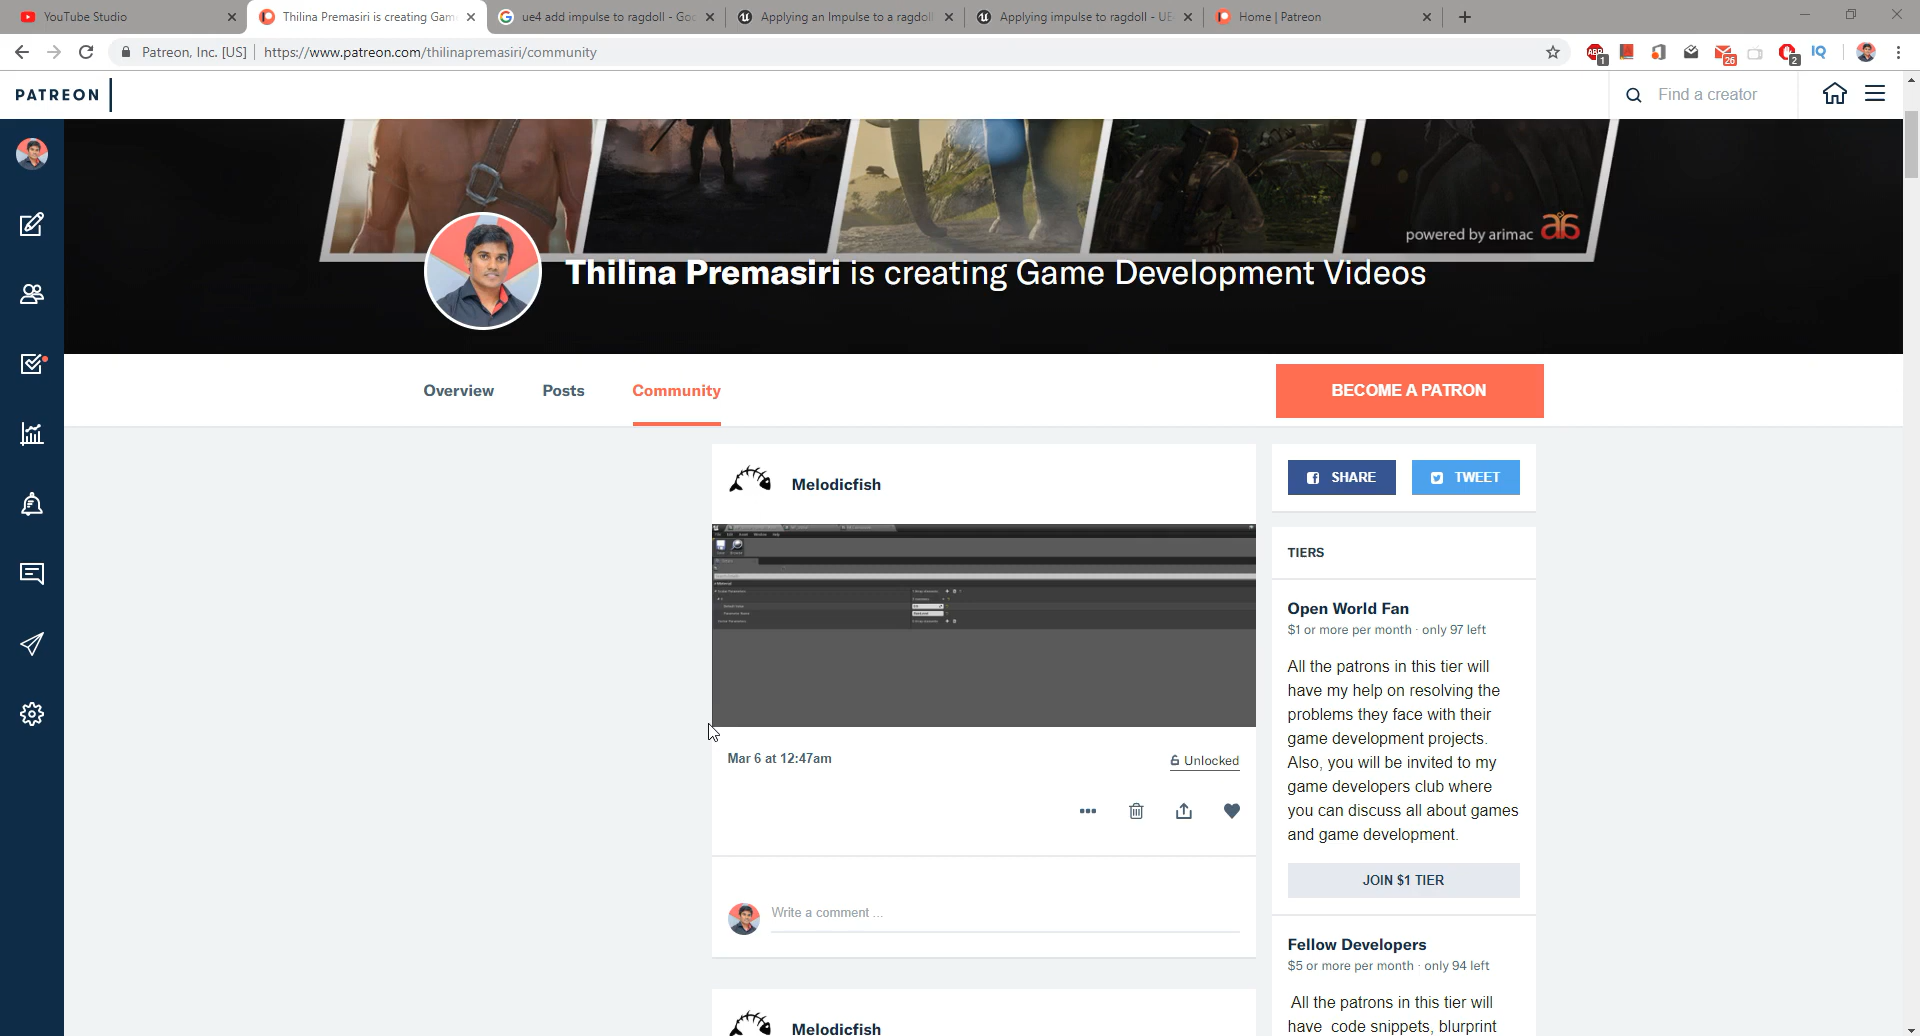 YouTube Studio
Thilina Premasiri is creating Gam
ue4 add impulse to ragdoll - Goo
Applying an Impulse to a ragdoll
Applying impulse to ragdoll - UE
Home | Patreon
Patreon, Inc. [US] | https://www.patreon.com/thilinapremasiri/community
ABP
1
26
2
IQ
PATREON
Find a creator
powered by arimac
Thilina Premasiri is creating Game Development Videos
Overview
Posts
Community
BECOME A PATRON
Melodicfish
Mar 6 at 12:47am
Unlocked
Write a comment ...
Melodicfish
SHARE
TWEET
TIERS
Open World Fan
$1 or more per month · only 97 left
All the patrons in this tier will
have my help on resolving the
problems they face with their
game development projects.
Also, you will be invited to my
game developers club where
you can discuss all about games
and game development.
JOIN $1 TIER
Fellow Developers
$5 or more per month · only 94 left
All the patrons in this tier will
have code snippets, blurprint